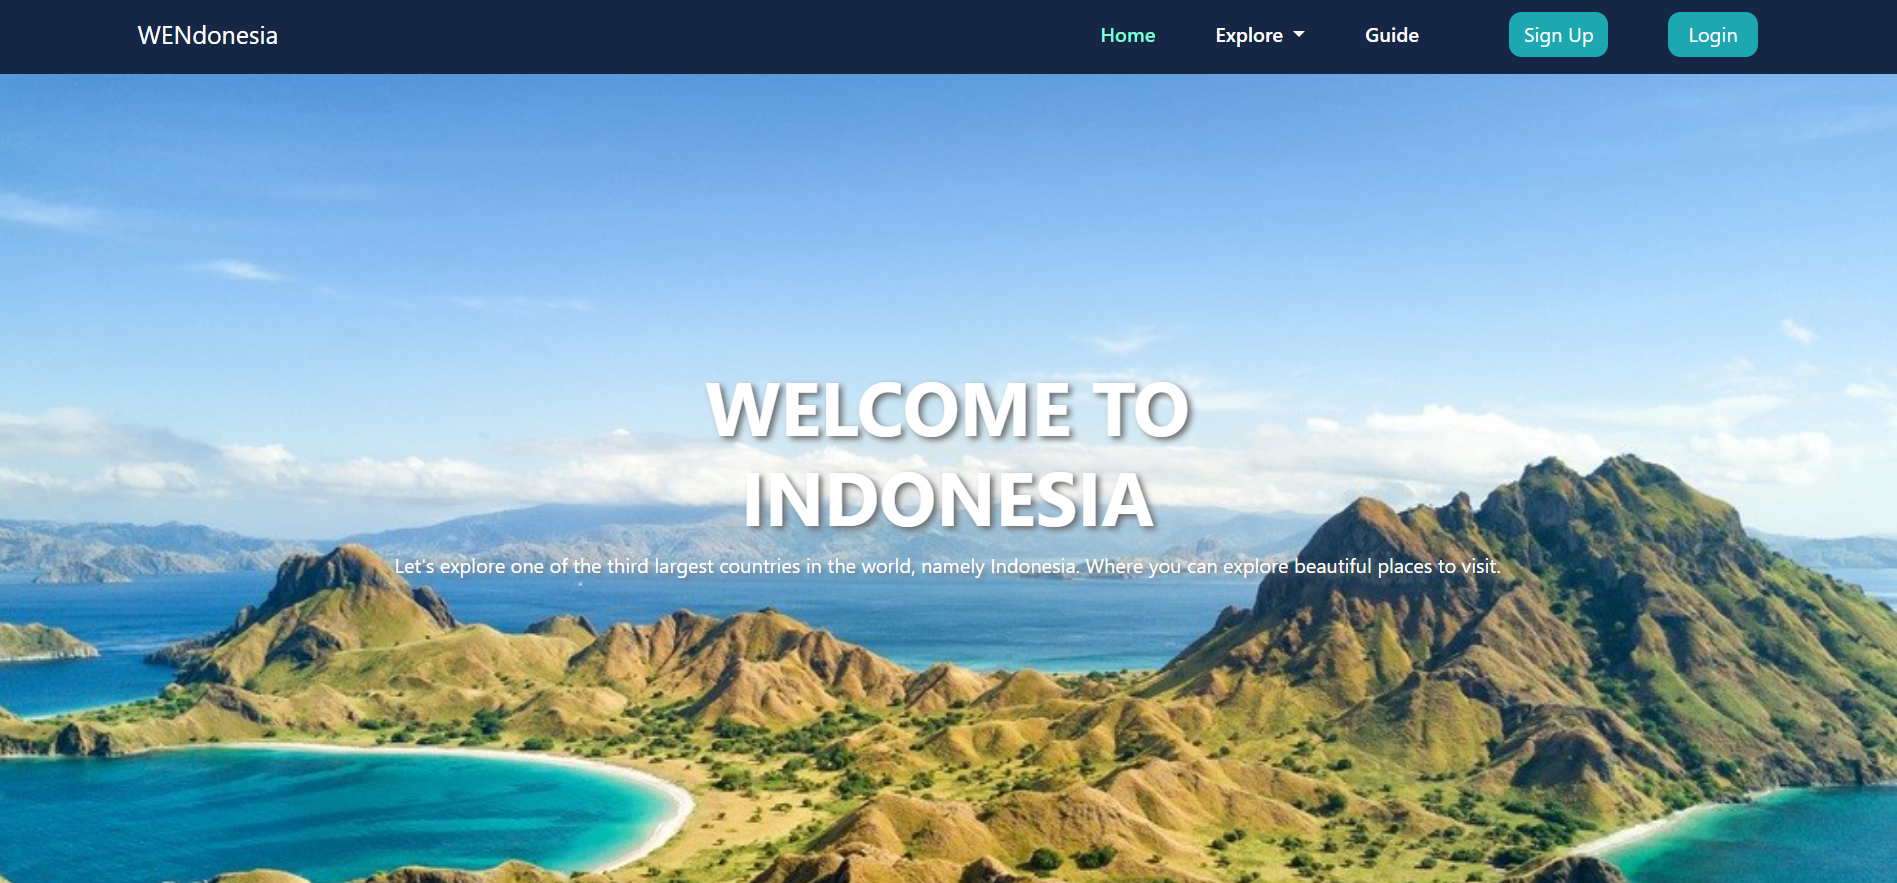 WENdonesia
Home
Explore
Guide
Sign Up
Login
WELCOME TO
INDONESIA
Let's explore one of the third largest countries in the world, namely Indonesia. Where you can explore beautiful places to visit.